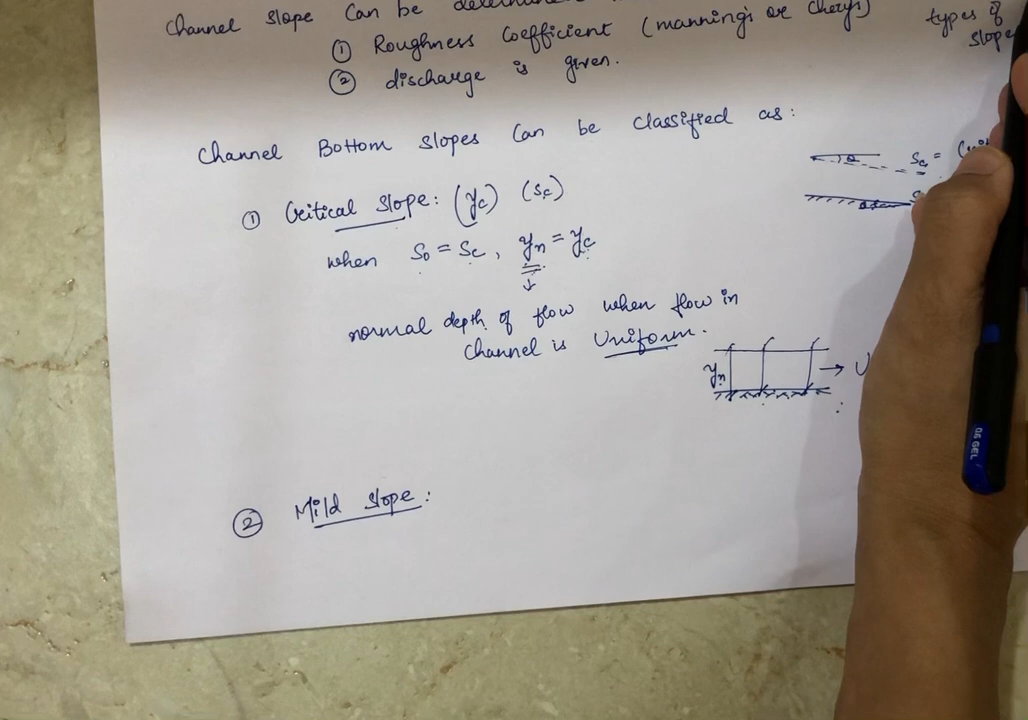 Channel slope Can be
① Roughness Coefficient (manning's or Chezy's)
types of
slope
② discharge is given.
Channel Bottom slopes Can be classified as:
① Critical slope: (yc) (Sc)
when S₀ = Sc, yn = yc
↓
normal depth of flow when flow in
Channel is Uniform.
θ Sc =
yn → U
② Mild slope:
DS GEL